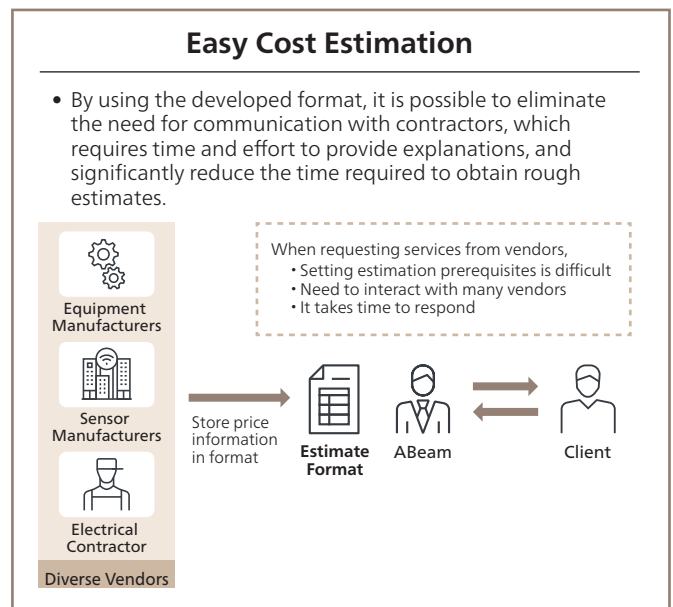 Easy Cost Estimation
• By using the developed format, it is possible to eliminate
the need for communication with contractors, which
requires time and effort to provide explanations, and
significantly reduce the time required to obtain rough
estimates.
When requesting services from vendors,
• Setting estimation prerequisites is difficult
• Need to interact with many vendors
• It takes time to respond
Equipment
Manufacturers
Sensor
Manufacturers
Electrical
Contractor
Diverse Vendors
Store price
information
in format
Estimate
Format
ABeam
Client